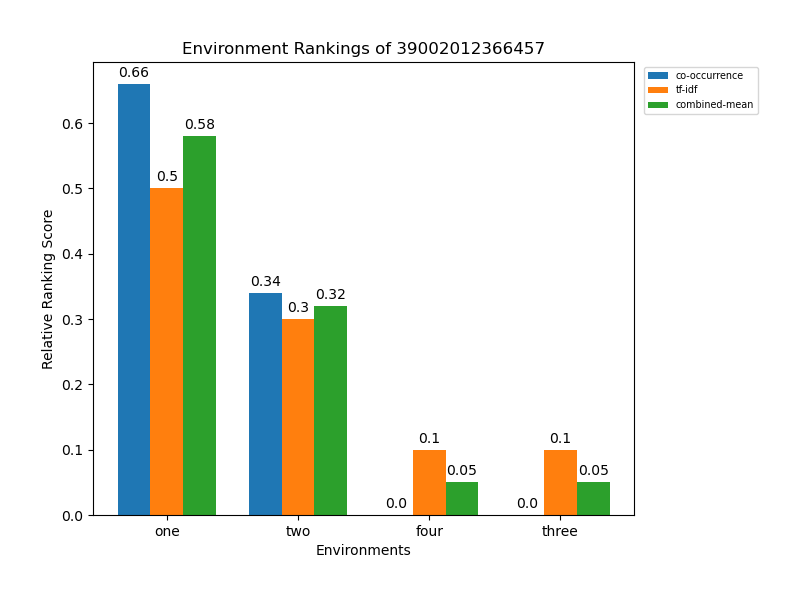 Environment Rankings of 39002012366457
co-occurrence
tf-idf
combined-mean
0.66
0.5
0.58
0.34
0.3
0.32
0.0
0.1
0.05
0.0
0.1
0.05
Relative Ranking Score
0.6
0.5
0.4
0.3
0.2
0.1
0.0
one two four three
Environments